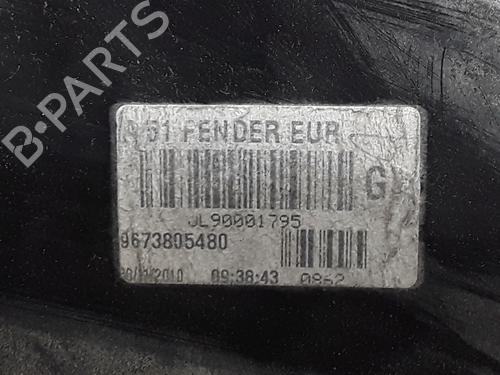 B-PARTS
FENDER EUR
G
JL90001795
9673805480
09:38:43